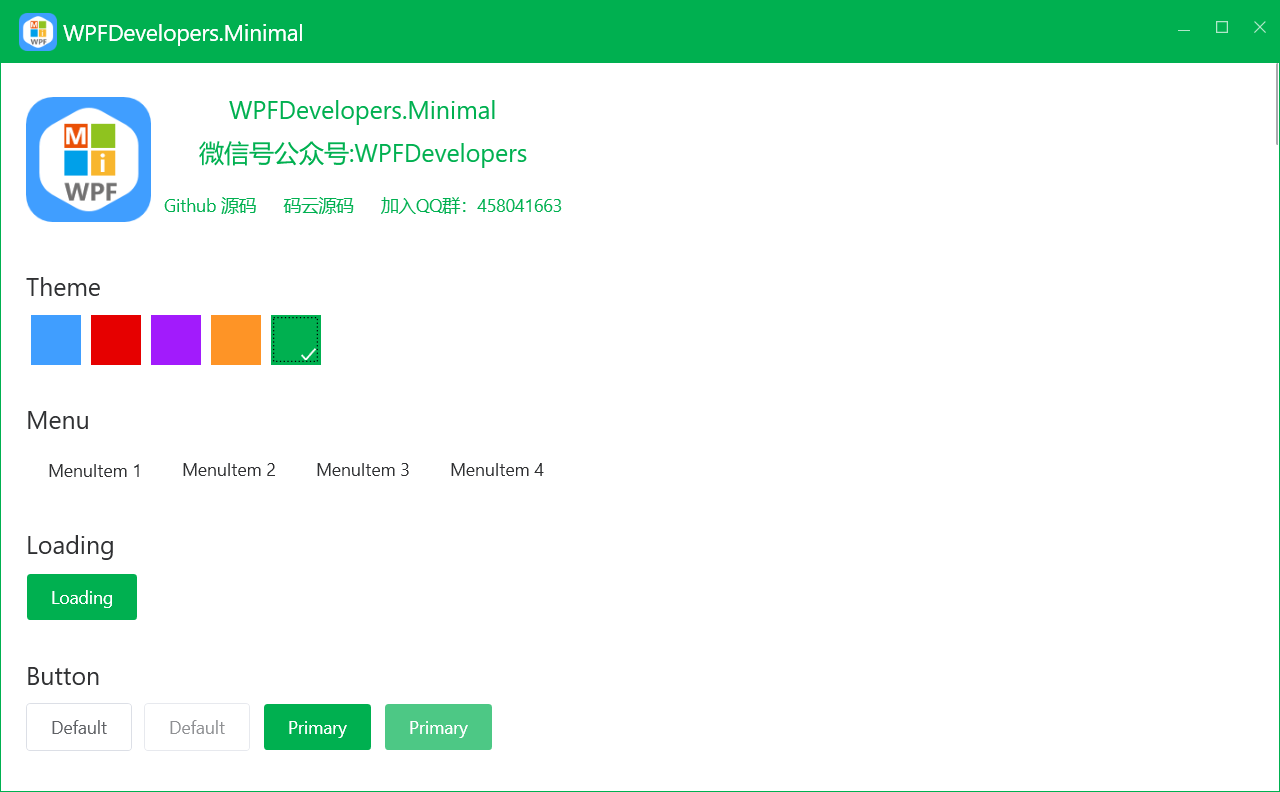 WPFDevelopers.Minimal
WPFDevelopers.Minimal
微信号公众号:WPFDevelopers
Github 源码 码云源码 加入QQ群：458041663
M
i
WPF
Theme
Menu
MenuItem 1 MenuItem 2 MenuItem 3 MenuItem 4
Loading
Loading
Button
Default Default Primary Primary